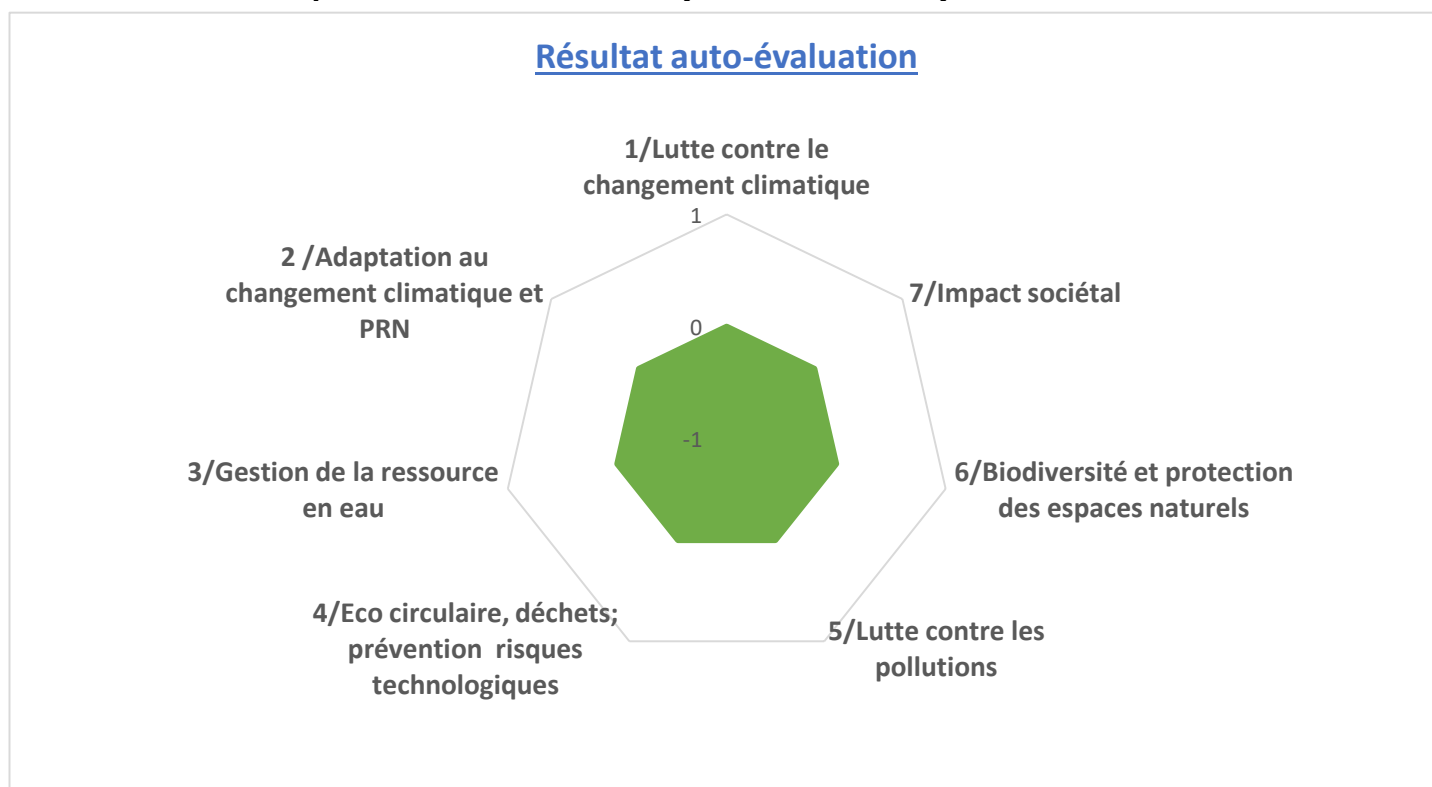 Résultat auto-évaluation
1/Lutte contre le
changement climatique
1
2 /Adaptation au
changement climatique et
PRN
7/Impact sociétal
0
-1
3/Gestion de la ressource
en eau
6/Biodiversité et protection
des espaces naturels
4/Eco circulaire, déchets;
prévention  risques
technologiques
5/Lutte contre les
pollutions